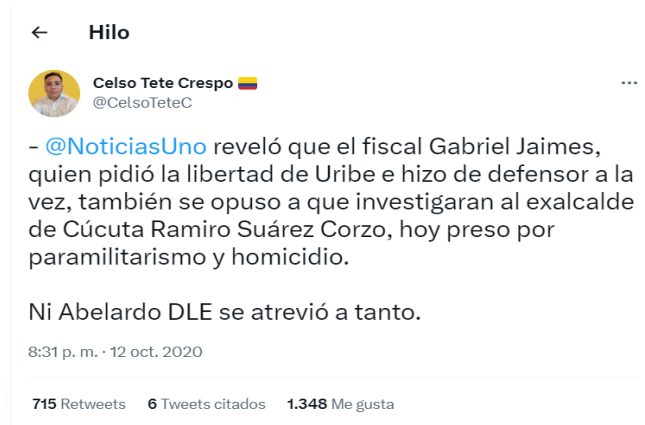 ← Hilo
Celso Tete Crespo 🇨🇴
@CelsoTeteC
- @NoticiasUno reveló que el fiscal Gabriel Jaimes,
quien pidió la libertad de Uribe e hizo de defensor a la
vez, también se opuso a que investigaran al exalcalde
de Cúcuta Ramiro Suárez Corzo, hoy preso por
paramilitarismo y homicidio.
Ni Abelardo DLE se atrevió a tanto.
8:31 p. m. · 12 oct. 2020
715 Retweets 6 Tweets citados 1.348 Me gusta